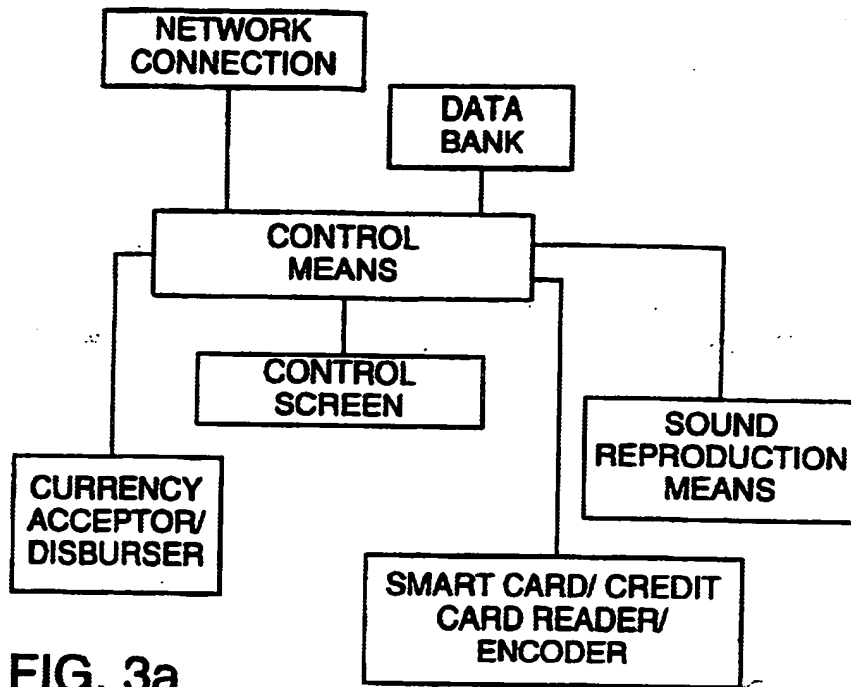 NETWORK
CONNECTION
DATA
BANK
CONTROL
MEANS
CONTROL
SCREEN
SOUND
REPRODUCTION
MEANS
CURRENCY
ACCEPTOR/
DISBURSER
SMART CARD/ CREDIT
CARD READER/
ENCODER
FIG. 3a